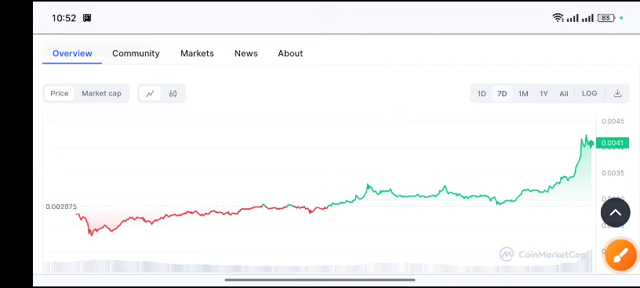 10:52 85
Overview Community Markets News About
Price Market cap 1D 7D 1M 1Y All LOG
0.0045
0.0041
0.0035
0.002875
CoinMarketCap